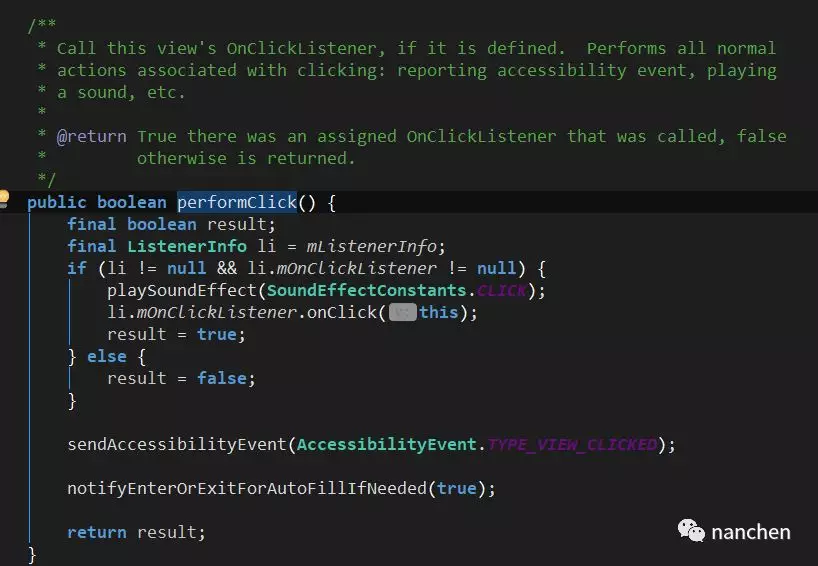 /**
 * Call this view's OnClickListener, if it is defined.  Performs all normal
 * actions associated with clicking: reporting accessibility event, playing
 * a sound, etc.
 *
 * @return True there was an assigned OnClickListener that was called, false
 *         otherwise is returned.
 */
public boolean performClick() {
    final boolean result;
    final ListenerInfo li = mListenerInfo;
    if (li != null && li.mOnClickListener != null) {
        playSoundEffect(SoundEffectConstants.CLICK);
        li.mOnClickListener.onClick( v: this);
        result = true;
    } else {
        result = false;
    }

    sendAccessibilityEvent(AccessibilityEvent.TYPE_VIEW_CLICKED);

    notifyEnterOrExitForAutoFillIfNeeded(true);

    return result;
}
nanchen